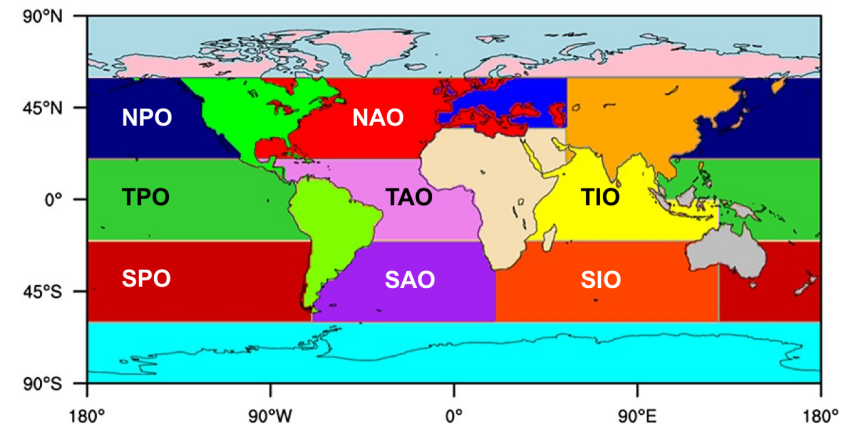 90°N
45°N
NPO
NAO
0°
TPO
TAO
TIO
SPO
SAO
SIO
45°S
90°S
180°
90°W
0°
90°E
180°